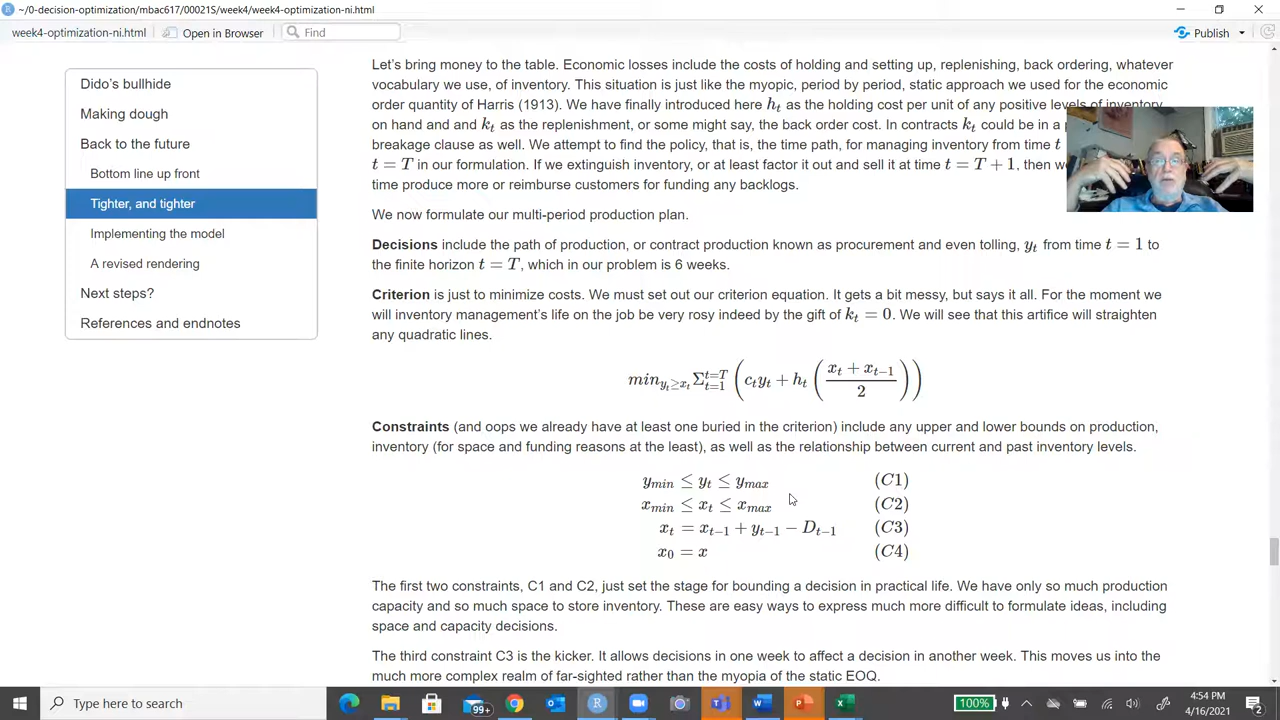 ~/0-decision-optimization/mbac617/00021S/week4/week4-optimization-ni.html
week4-optimization-ni.html
Open in Browser
Find
Publish
Dido's bullhide
Making dough
Back to the future
Bottom line up front
Tighter, and tighter
Implementing the model
A revised rendering
Next steps?
References and endnotes
Let's bring money to the table. Economic losses include the costs of holding and setting up, replenishing, back ordering, whatever
vocabulary we use, of inventory. This situation is just like the myopic, period by period, static approach we used for the economic
order quantity of Harris (1913). We have finally introduced here h_t as the holding cost per unit of any positive levels of inventory
on hand and and k_t as the replenishment, or some might say, the back order cost. In contracts k_t could be in a
breakage clause as well. We attempt to find the policy, that is, the time path, for managing inventory from time t
t = T in our formulation. If we extinguish inventory, or at least factor it out and sell it at time t = T + 1, then
time produce more or reimburse customers for funding any backlogs.
We now formulate our multi-period production plan.
Decisions include the path of production, or contract production known as procurement and even tolling, y_t from time t = 1 to
the finite horizon t = T, which in our problem is 6 weeks.
Criterion is just to minimize costs. We must set out our criterion equation. It gets a bit messy, but says it all. For the moment we
will inventory management's life on the job be very rosy indeed by the gift of k_t = 0. We will see that this artifice will straighten
any quadratic lines.
min_{y_t≥x_t} Σ_{t=1}^{t=T} (c_t y_t + h_t ((x_t + x_{t−1})/2))
Constraints (and oops we already have at least one buried in the criterion) include any upper and lower bounds on production,
inventory (for space and funding reasons at the least), as well as the relationship between current and past inventory levels.
y_min ≤ y_t ≤ y_max (C1)
x_min ≤ x_t ≤ x_max (C2)
x_t = x_{t−1} + y_{t−1} − D_{t−1} (C3)
x_0 = x (C4)
The first two constraints, C1 and C2, just set the stage for bounding a decision in practical life. We have only so much production
capacity and so much space to store inventory. These are easy ways to express much more difficult to formulate ideas, including
space and capacity decisions.
The third constraint C3 is the kicker. It allows decisions in one week to affect a decision in another week. This moves us into the
much more complex realm of far-sighted rather than the myopia of the static EOQ.
Type here to search
99+
100%
4:54 PM
4/16/2021
2